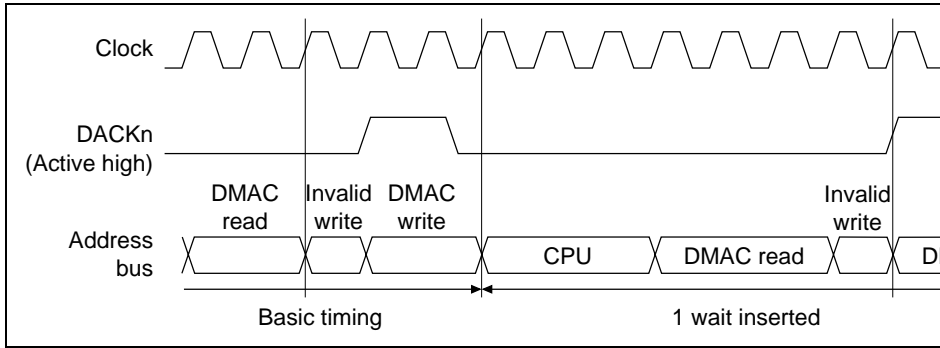 Clock
DACKn
(Active high)
DMAC
read
Invalid
write
DMAC
write
Invalid
write
Address
bus
CPU
DMAC read
Basic timing
1 wait inserted